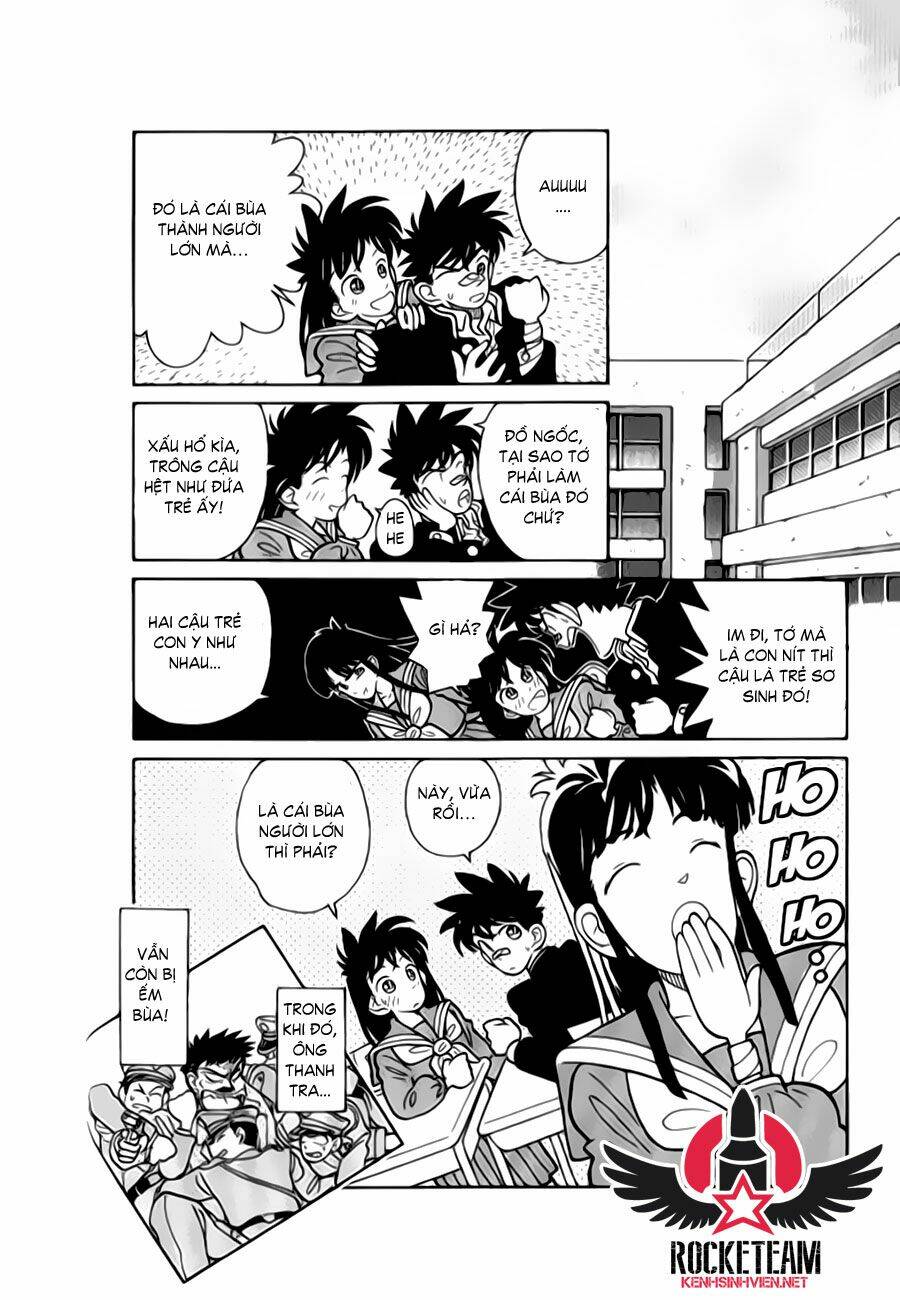 AUUUU
....
ĐÓ LÀ CÁI BÙA
THÀNH NGƯỜI
LỚN MÀ...
ĐỒ NGỐC,
TẠI SAO TỚ
PHẢI LÀM
CÁI BÙA ĐÓ
CHỨ?
HE
HE
XẤU HỔ KÌA,
TRÔNG CẬU
HỆT NHƯ ĐỨA
TRẺ ẤY!
IM ĐI, TỚ MÀ
LÀ CON NÍT THÌ
CẬU LÀ TRẺ SƠ
SINH ĐÓ!
GÌ HẢ?
HAI CẬU TRẺ
CON Y NHƯ
NHAU...
HO
HO
HO
...
NÀY, VỪA
RỒI...
LÀ CÁI BÙA
NGƯỜI LỚN
THÌ PHẢI?
TRONG
KHI ĐÓ,
ÔNG
THANH
TRA...
VẪN
CÒN BỊ
ẾM
BÙA!
ROCKETEAM
KENHSINHVIEN.NET